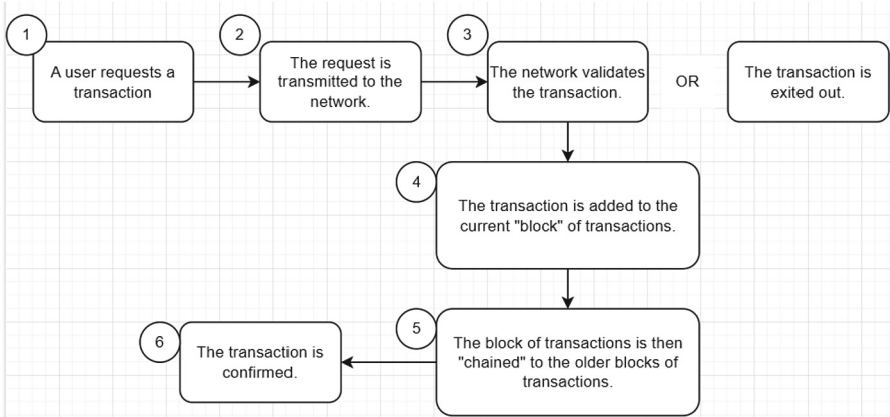 1
A user requests a
transaction
2
The request is
transmitted to the
network.
3
The network validates
the transaction.
OR
The transaction is
exited out.
4
The transaction is added to the
current "block" of transactions.
5
The block of transactions is then
"chained" to the older blocks of
transactions.
6
The transaction is
confirmed.